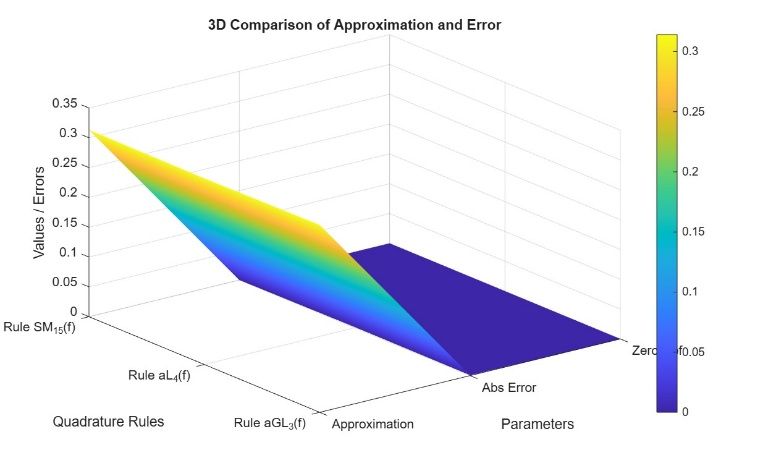 3D Comparison of Approximation and Error
0.35
0.3
0.25
0.2
0.15
0.1
0.05
0
Values / Errors
Rule SM₁₅(f)
Rule aL₄(f)
Rule aGL₃(f)
Quadrature Rules
Approximation
Abs Error
Parameters
0.3
0.25
0.2
0.15
0.1
0.05
0